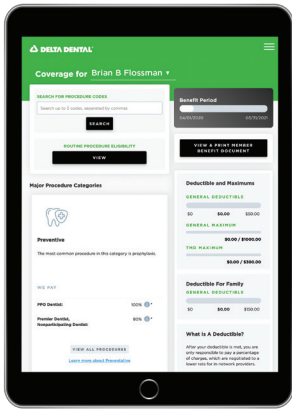 DELTA DENTAL
Coverage for Brian B Flossman
SEARCH FOR PROCEDURE CODES
Search up to 5 codes, separated by commas
SEARCH
ROUTINE PROCEDURE ELIGIBILITY
VIEW
Benefit Period
VIEW & PRINT MEMBER
BENEFIT DOCUMENT
Major Procedure Categories
Preventive
The most common procedure in this category is prophylaxis.
WE PAY
PPO Dentist: 100%
Premier Dentist, 80%
Nonparticipating Dentist:
VIEW ALL PROCEDURES
Learn more about Preventative
Deductible and Maximums
GENERAL DEDUCTIBLE
$0 $0.00 $50.00
GENERAL MAXIMUM
$0.00 / $1000.00
TMD MAXIMUM
$0.00 / $500.00
Deductible For Family
GENERAL DEDUCTIBLE
$0 $0.00 $150.00
What Is A Deductible?
After your deductible is met, you are
only responsible to pay a percentage
of charges, which are negotiated to a
lower rate for in-network providers.